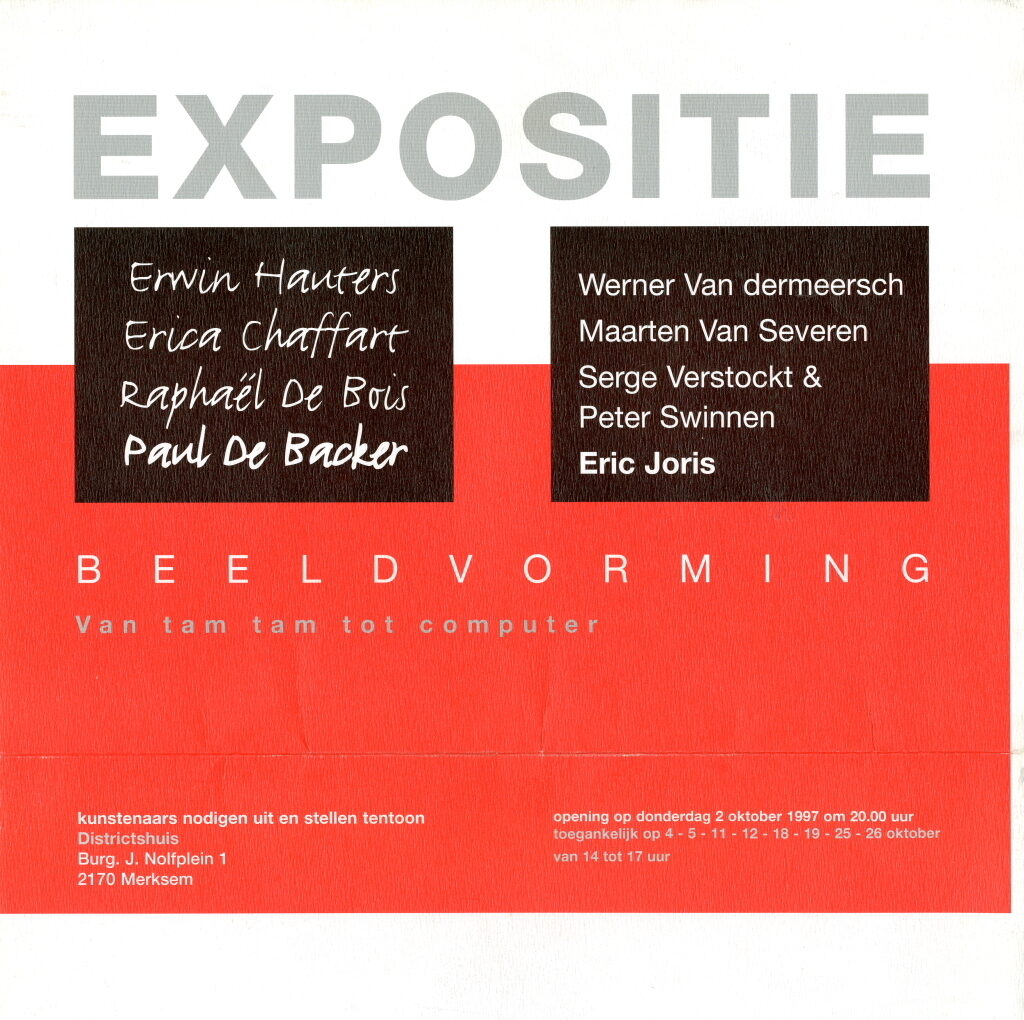 EXPOSITIE
Erwin Hauters
Erica Chaffart
Raphaël De Bois
Paul De Backer
Werner Van dermeersch
Maarten Van Severen
Serge Verstockt &
Peter Swinnen
Eric Joris
BEELDVORMING
Van tam tam tot computer
kunstenaars nodigen uit en stellen tentoon
Districtshuis
Burg. J. Nolfplein 1
2170 Merksem
opening op donderdag 2 oktober 1997 om 20.00 uur
toegankelijk op 4 - 5 - 11 - 12 - 18 - 19 - 25 - 26 oktober
van 14 tot 17 uur